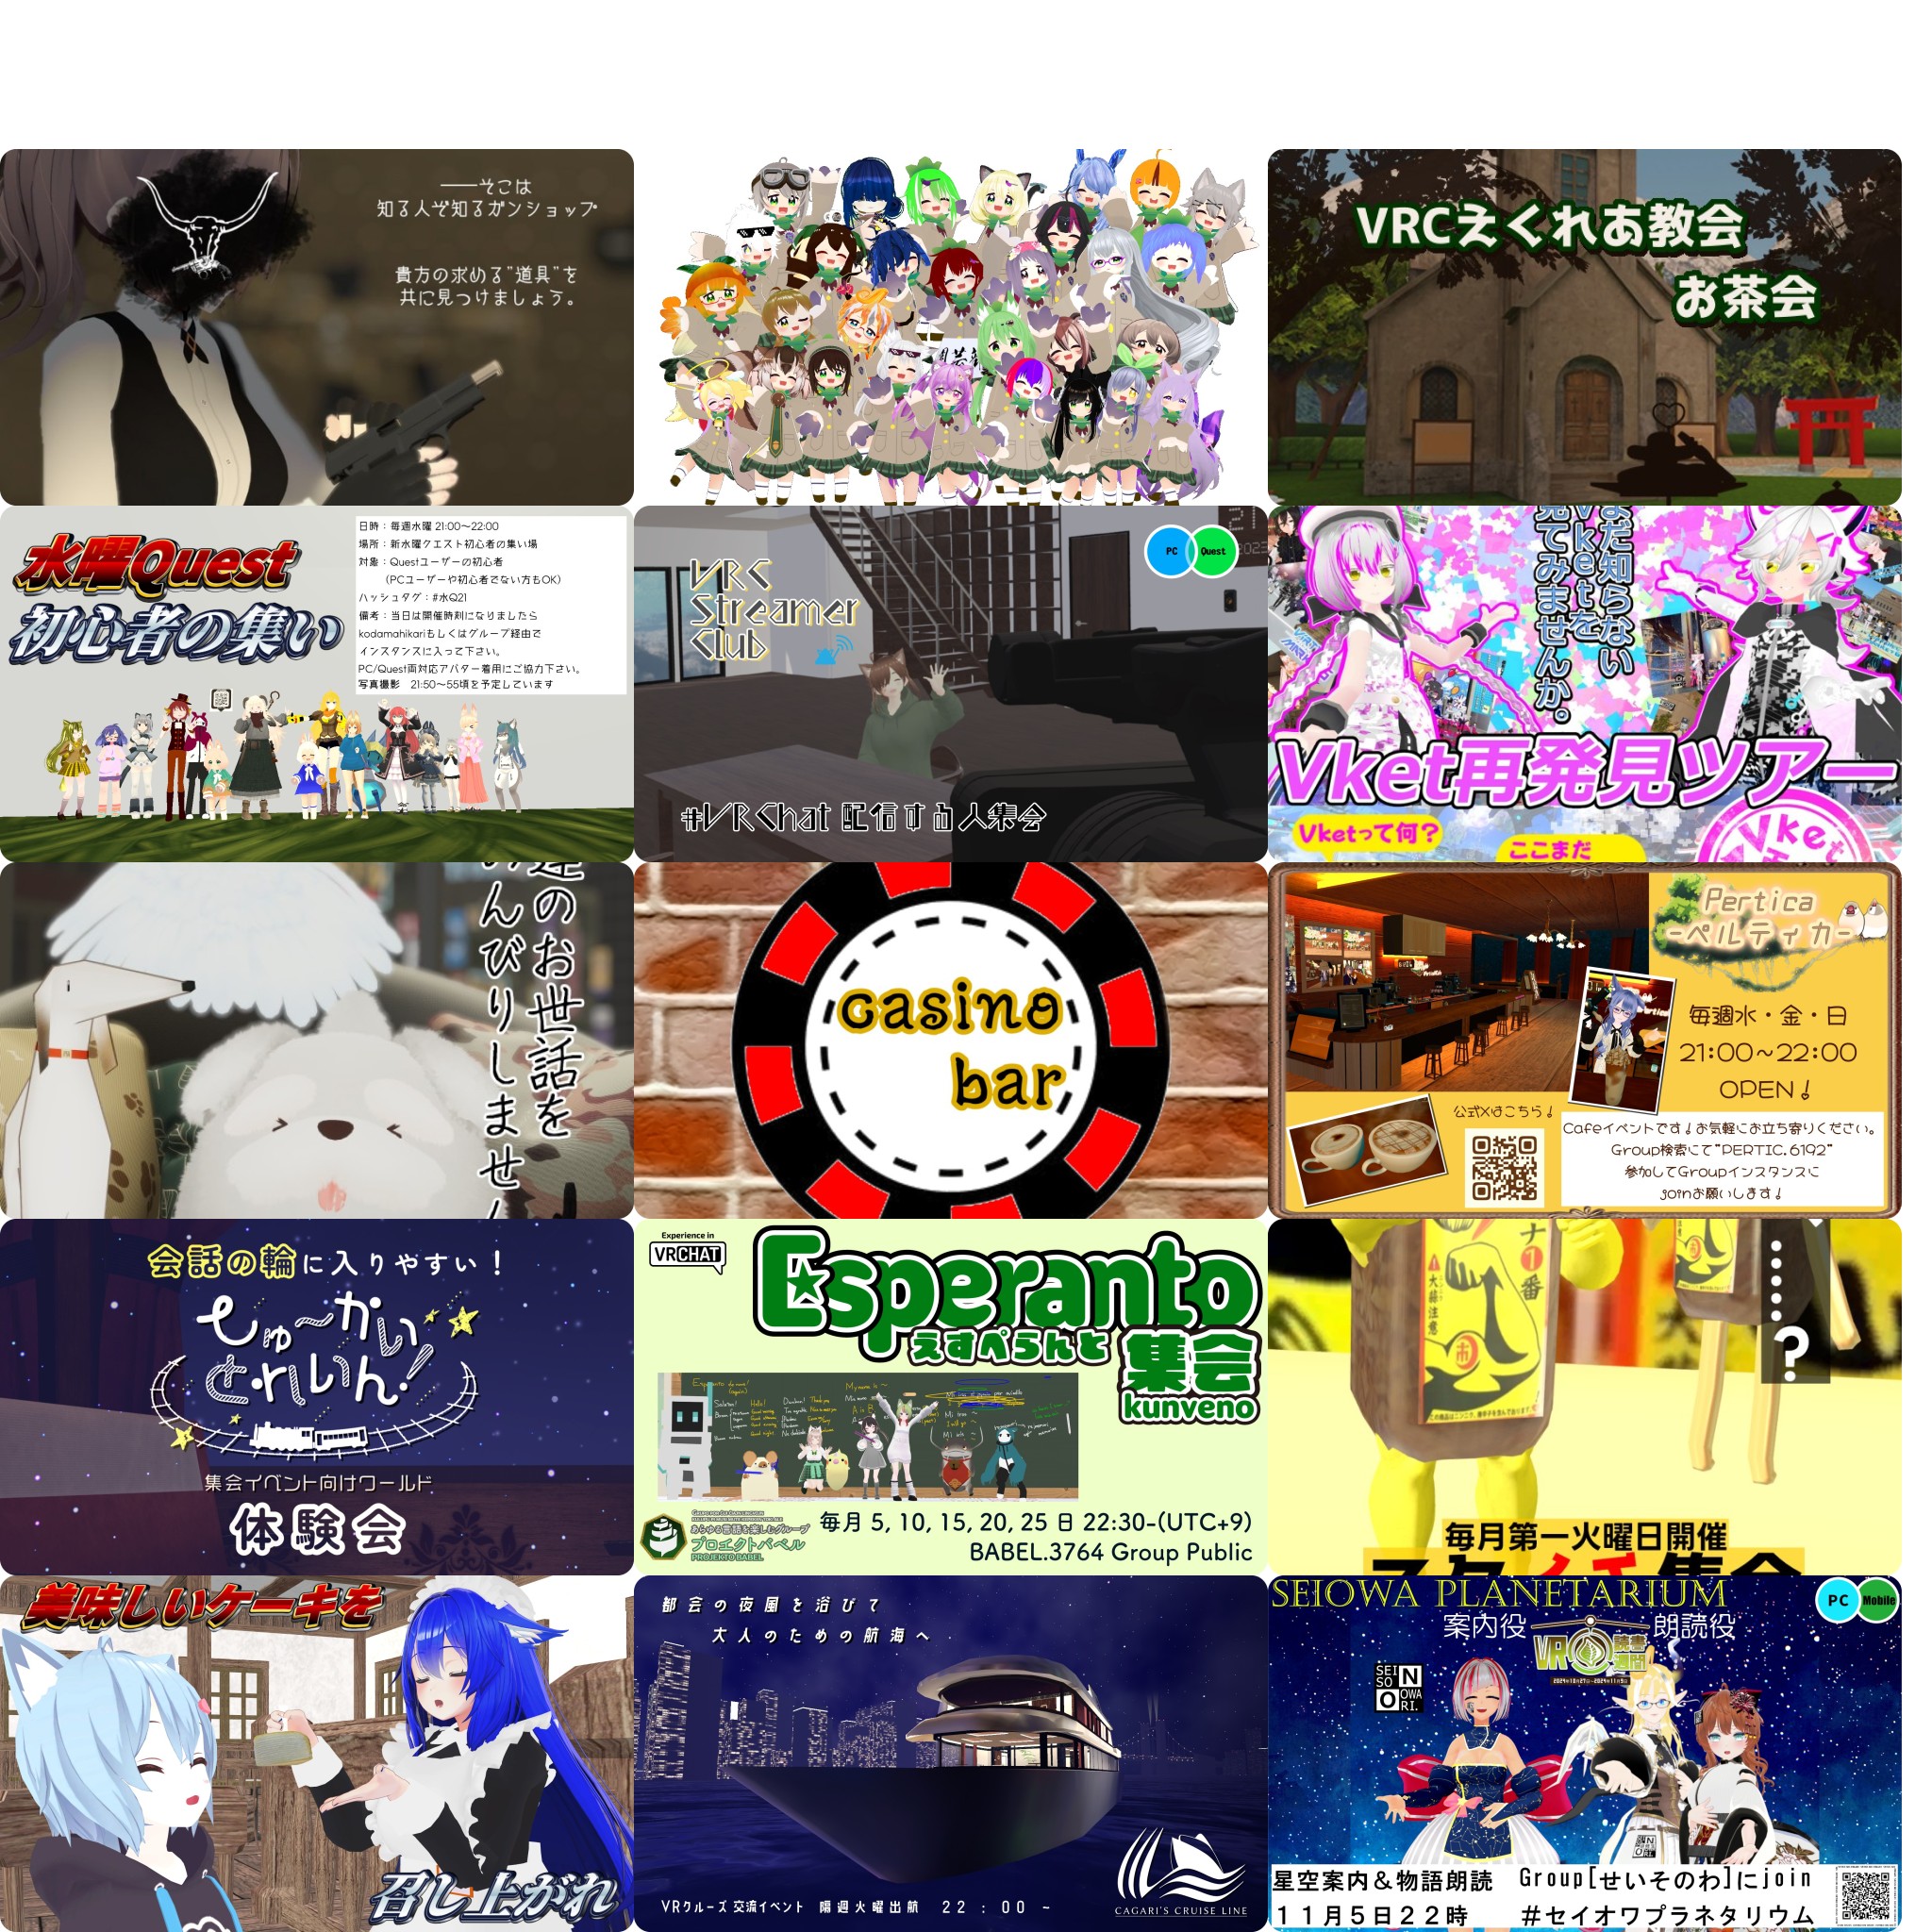 ――そこは
知る人ぞ知るガンショップ
貴方の求める"道具"を
共に見つけましょう。
VRCえくれあ教会
お茶会
水曜Quest
初心者の集い
日時：毎週水曜 21:00～22:00
場所：新水曜クエスト初心者の集い場
対象：Questユーザーの初心者
（PCユーザーや初心者でない方もOK）
ハッシュタグ：#水Q21
備考：当日は開催時刻になりましたら
kodamahikariもしくはグループ経由で
インスタンスに入って下さい。
PC/Quest両対応アバター着用にご協力下さい。
写真撮影　21:50～55頃を予定しています
VRC
Streamer
Club
PC
Quest
#VRChat 配信する人集会
まだ知らない
Vketを
見てみませんか。
Vket再発見ツアー
Vketって何？
ここまだ
Vket
達のお世話を
のんびりしません
casino
bar
Pertica
-ペルティカ-
毎週水・金・日
21:00~22:00
OPEN！
公式Xはこちら！
Cafeイベントです！お気軽にお立ち寄りください。
Group検索にて"PERTIC.6192"
参加してGroupインスタンスに
joinお願いします！
会話の輪に入りやすい！
しゅ～かい
とれいん！
集会イベント向けワールド
体験会
Experience in
VRCHAT
Esperanto
えすぺらんと 集会
kunveno
あらゆる言語を楽しむグループ
プロエクトバベル
PROJEKTO BABEL
毎月 5, 10, 15, 20, 25 日 22:30-(UTC+9)
BABEL.3764 Group Public
ナ1番
大蒜注意
？
毎月第一火曜日開催
美味しいケーキを
召し上がれ
都会の夜風を浴びて
大人のための航海へ
VRクルーズ 交流イベント　隔週火曜出航　22：00 ~
CAGARI'S CRUISE LINE
SEIOWA PLANETARIUM
PC
Mobile
案内役
朗読役
VR読書週間
SEI
SO
N
O
OWA
RI.
星空案内＆物語朗読
Group[せいそのわ]にjoin
１１月５日２２時
＃セイオワプラネタリウム